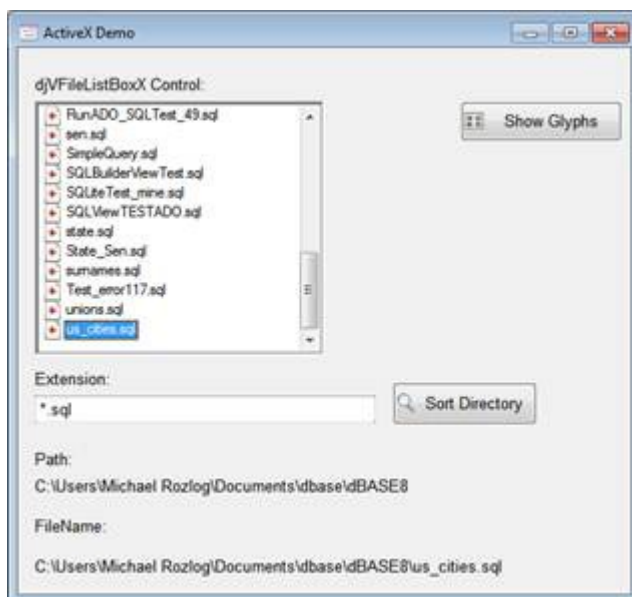 ActiveX Demo
djVFileListBoxX Control:
RunADO_SQLTest_49.sql
Show Glyphs
sen.sql
SimpleQuery.sql
SQLBuilderViewTest.sql
SQLiteTest_mine.sql
SQLViewTESTADO.sql
state.sql
State_Sen.sql
surnames.sql
Test_error117.sql
unions.sql
us_cities.sql
Extension:
*.sql
Sort Directory
Path:
C:\Users\Michael Rozlog\Documents\dbase\dBASE8
FileName:
C:\Users\Michael Rozlog\Documents\dbase\dBASE8\us_cities.sql